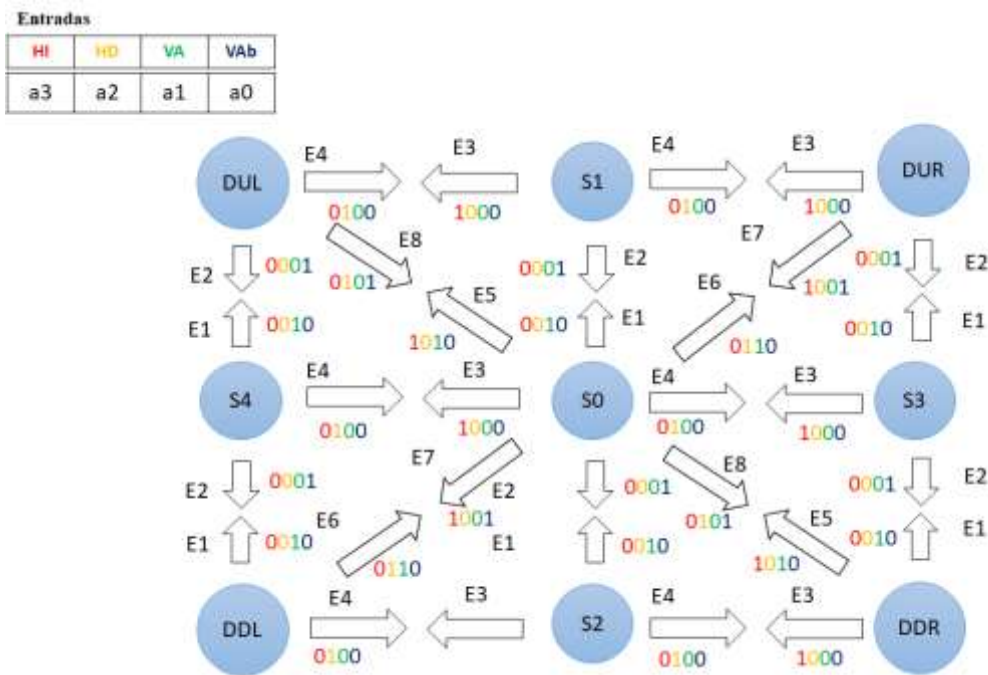 Entradas
HI HD VA VAb
a3 a2 a1 a0
DUL E4 E3 S1 E4 E3 DUR
0100 1000 0100 1000
E8 E7
E2 0001 0101 0001 E2 1001 0001 E2
E5 E6
E1 0010 1010 0010 E1 0110 0010 E1
S4 E4 E3 S0 E4 E3 S3
0100 1000 0100 1000
E7 E8
E2 0001 E2 0001 0001 E2
1001 0101
E1 0010 E6 E1 0010 E5 0010 E1
0110 1010
DDL E4 E3 S2 E4 E3 DDR
0100 0100 1000